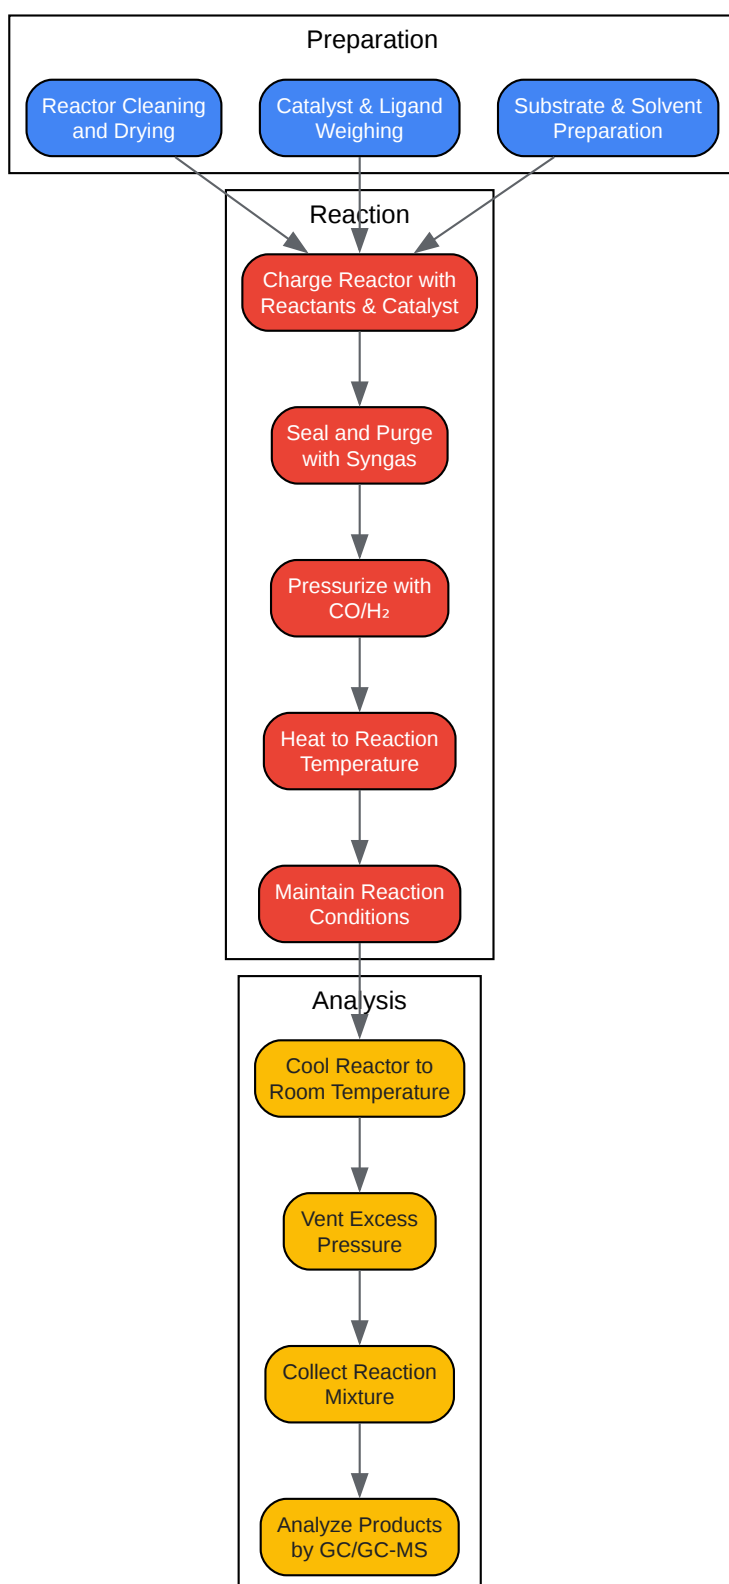 Preparation
Reactor Cleaning
and Drying
Catalyst & Ligand
Weighing
Substrate & Solvent
Preparation
Reaction
Charge Reactor with
Reactants & Catalyst
Seal and Purge
with Syngas
Pressurize with
CO/H₂
Heat to Reaction
Temperature
Maintain Reaction
Conditions
Analysis
Cool Reactor to
Room Temperature
Vent Excess
Pressure
Collect Reaction
Mixture
Analyze Products
by GC/GC-MS